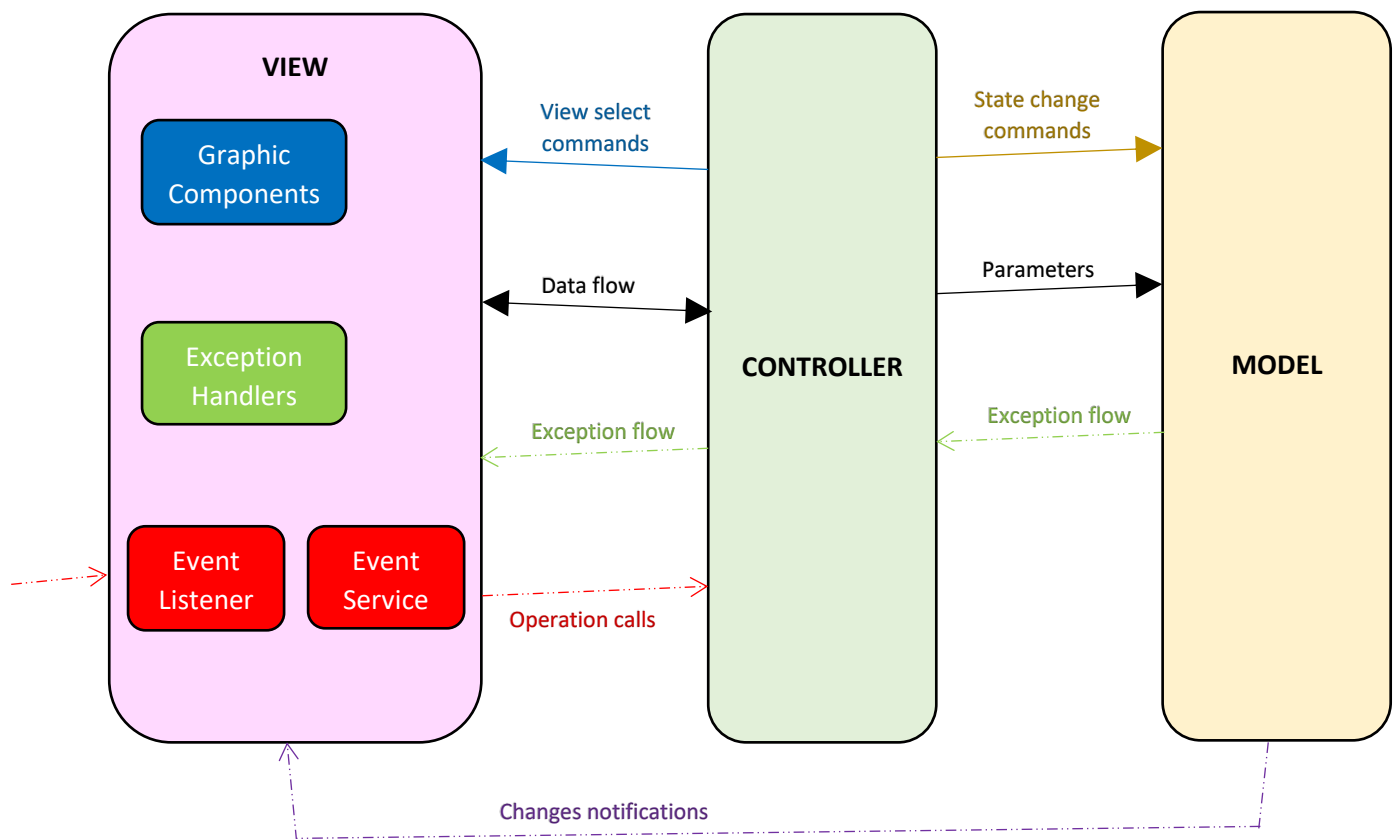 VIEW
Graphic
Components
Exception
Handlers
Event
Listener
Event
Service
View select
commands
Data flow
Exception flow
Operation calls
CONTROLLER
State change
commands
Parameters
Exception flow
MODEL
Changes notifications